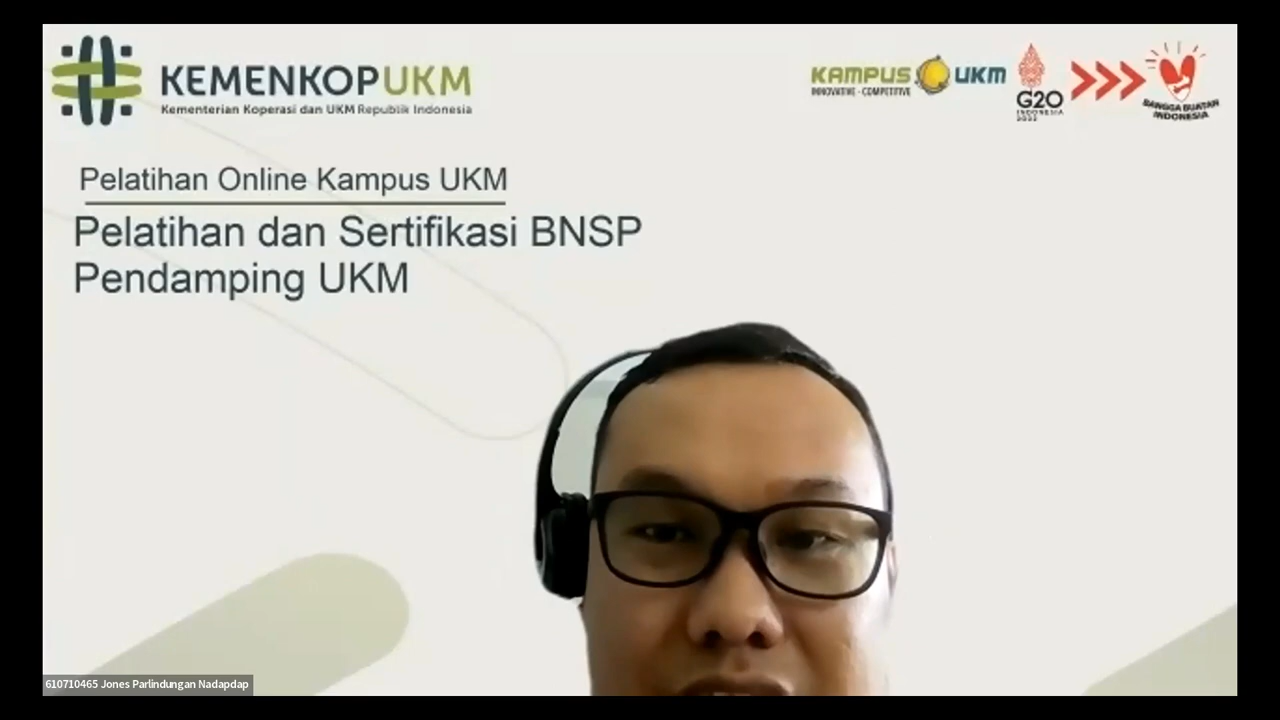 KEMENKOPUKM
Kementerian Koperasi dan UKM Republik Indonesia
KAMPUS UKM
INNOVATIVE - COMPETITIVE
G20
INDONESIA
2022
BANGGA BUATAN
INDONESIA
Pelatihan Online Kampus UKM
Pelatihan dan Sertifikasi BNSP
Pendamping UKM
610710465 Jones Parlindungan Nadapdap